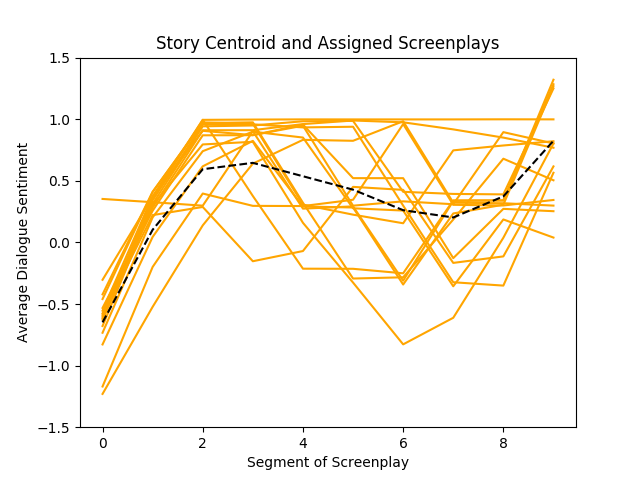 Story Centroid and Assigned Screenplays
1.5
1.0
0.5
0.0
−0.5
−1.0
−1.5
Average Dialogue Sentiment
0 2 4 6 8
Segment of Screenplay